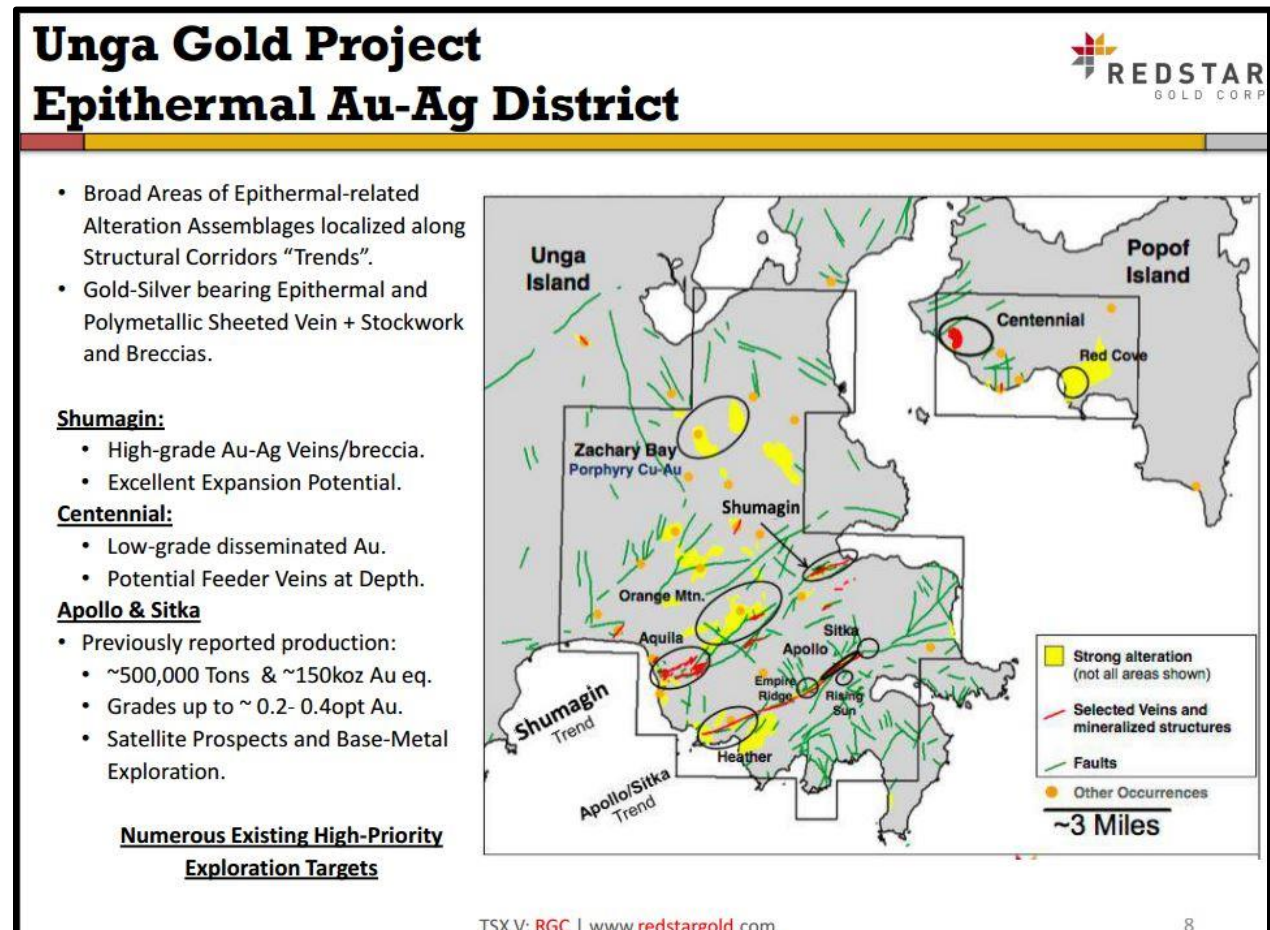 Unga Gold Project
Epithermal Au-Ag District
REDSTAR
GOLD CORP
• Broad Areas of Epithermal-related
Alteration Assemblages localized along
Structural Corridors “Trends”.
• Gold-Silver bearing Epithermal and
Polymetallic Sheeted Vein + Stockwork
and Breccias.
Shumagin:
• High-grade Au-Ag Veins/breccia.
• Excellent Expansion Potential.
Centennial:
• Low-grade disseminated Au.
• Potential Feeder Veins at Depth.
Apollo & Sitka
• Previously reported production:
• ~500,000 Tons & ~150koz Au eq.
• Grades up to ~ 0.2- 0.4opt Au.
• Satellite Prospects and Base-Metal
Exploration.
Numerous Existing High-Priority
Exploration Targets
Unga
Island
Popof
Island
Centennial
Red Cove
Zachary Bay
Porphyry Cu-Au
Shumagin
Orange Mtn.
Aquila
Sitka
Apollo
Empire
Ridge
Rising
Sun
Heather
Shumagin
Trend
Apollo/Sitka
Trend
Strong alteration
(not all areas shown)
Selected Veins and
mineralized structures
Faults
Other Occurrences
~3 Miles
TSX.V: RGC | www.redstargold.com
8